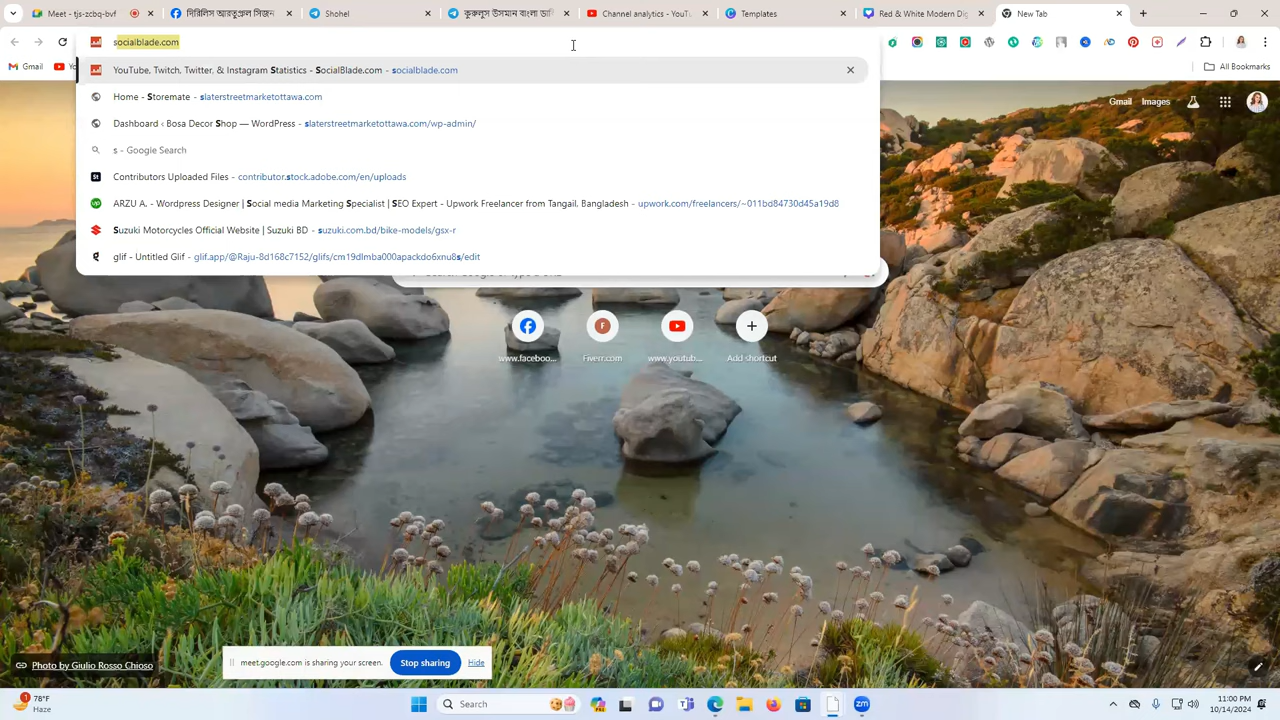 Meet - tjs-zcbq-bvf
দিরিলিস আরতুগ্রুল সিজন
Shohel
কুরুলুস উসমান বাংলা ডাবি
Channel analytics - YouTu
Templates
Red & White Modern Dig
New Tab
socialblade.com
Gmail
All Bookmarks
YouTube, Twitch, Twitter, & Instagram Statistics - SocialBlade.com - socialblade.com
Home - Storemate - slaterstreetmarketottawa.com
Dashboard ‹ Bosa Decor Shop — WordPress - slaterstreetmarketottawa.com/wp-admin/
s - Google Search
Contributors Uploaded Files - contributor.stock.adobe.com/en/uploads
ARZU A. - Wordpress Designer | Social media Marketing Specialist | SEO Expert - Upwork Freelancer from Tangail, Bangladesh - upwork.com/freelancers/~011bd84730d45a19d8
Suzuki Motorcycles Official Website | Suzuki BD - suzuki.com.bd/bike-models/gsx-r
glif - Untitled Glif - glif.app/@Raju-8d168c7152/glifs/cm19dlmba000apackdo6xnu8s/edit
Gmail Images
F
www.faceboo...
Fiverr.com
www.youtub...
Add shortcut
Photo by Giulio Rosso Chioso
meet.google.com is sharing your screen.
Stop sharing
Hide
1
78°F
Haze
Search
zm
11:00 PM
10/14/2024